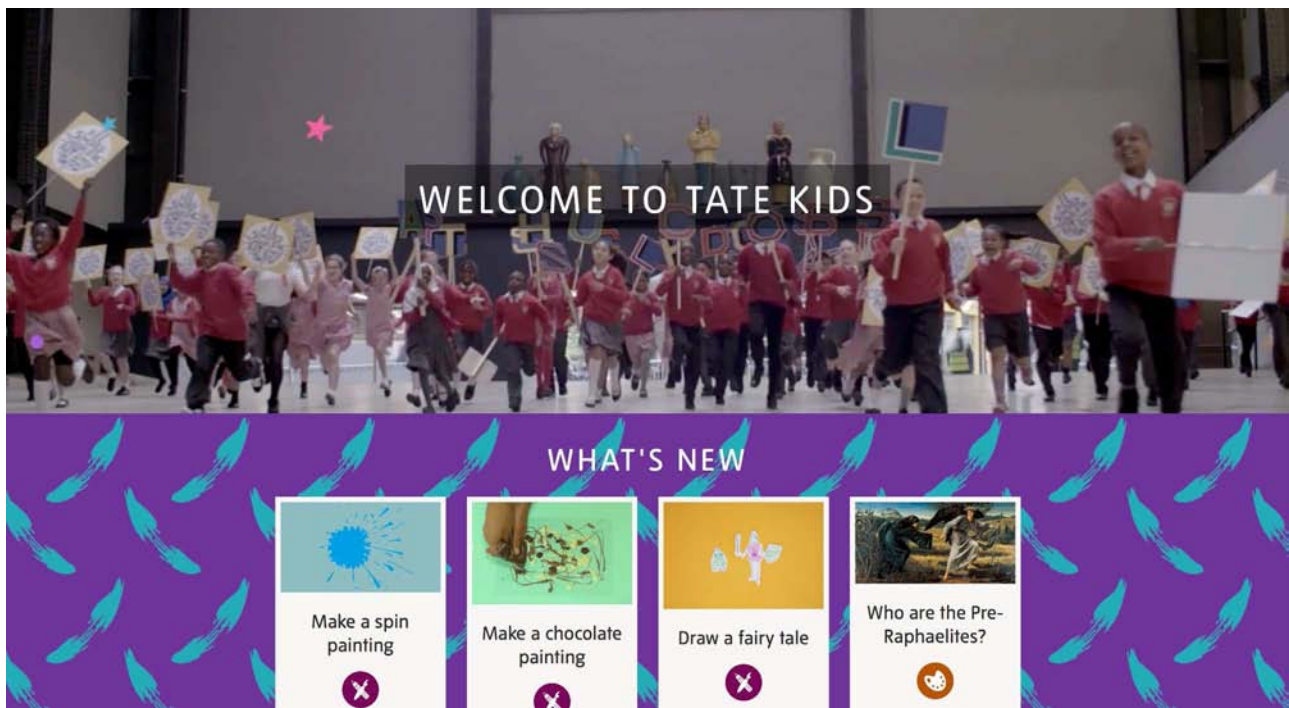 WELCOME TO TATE KIDS
WHAT'S NEW
Make a spin
painting
Make a chocolate
painting
Draw a fairy tale
Who are the Pre-
Raphaelites?